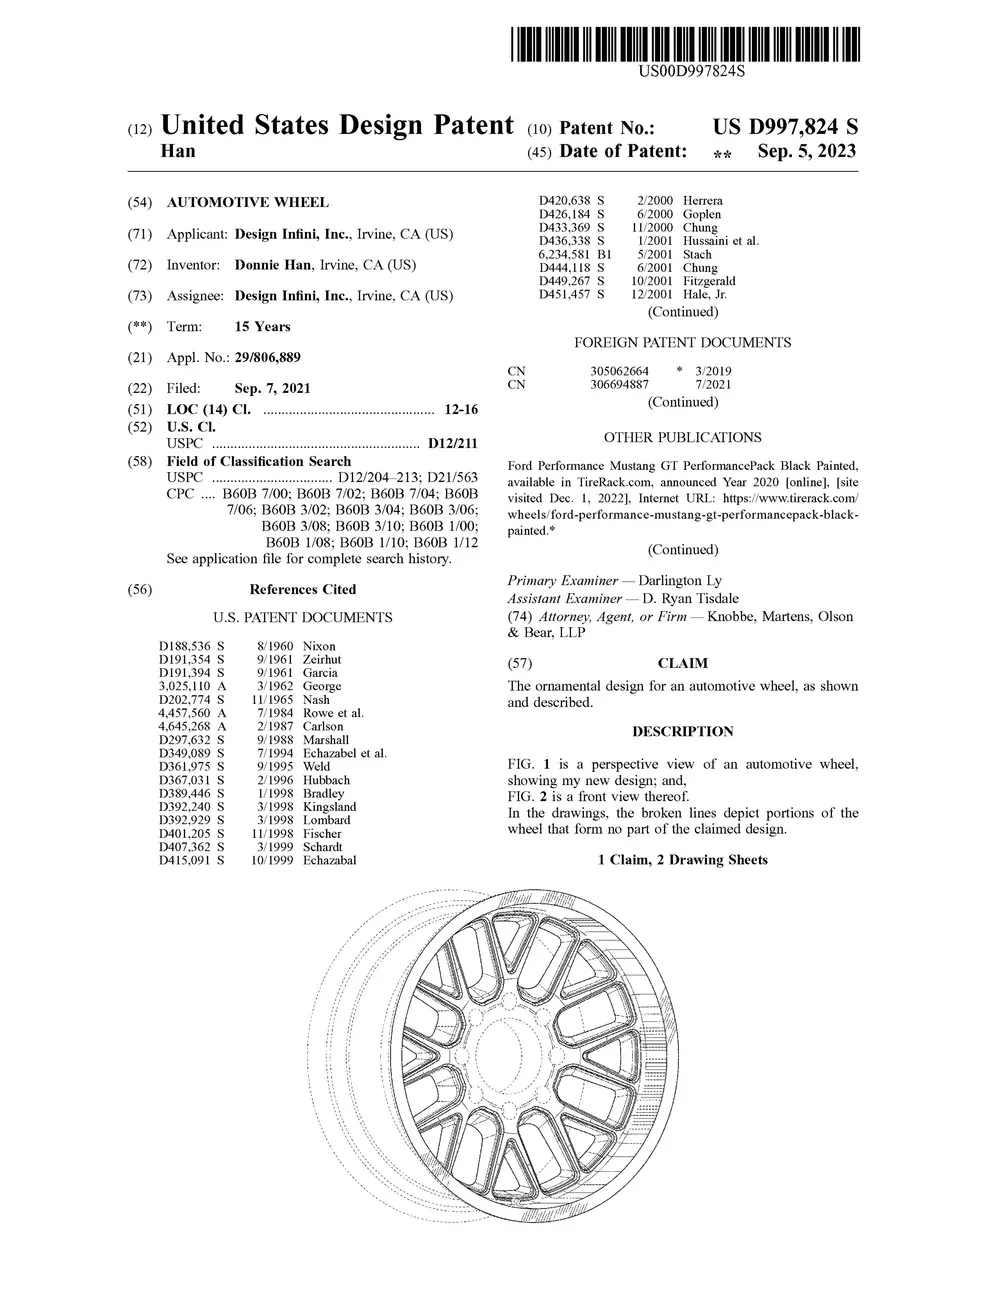 US00D997824S
(12) United States Design Patent
Han
(10) Patent No.: US D997,824 S
(45) Date of Patent: ** Sep. 5, 2023
(54) AUTOMOTIVE WHEEL
(71) Applicant: Design Infini, Inc., Irvine, CA (US)
(72) Inventor: Donnie Han, Irvine, CA (US)
(73) Assignee: Design Infini, Inc., Irvine, CA (US)
(**) Term: 15 Years
(21) Appl. No.: 29/806,889
(22) Filed: Sep. 7, 2021
(51) LOC (14) Cl. ............................................... 12-16
(52) U.S. Cl.
USPC ......................................................... D12/211
(58) Field of Classification Search
USPC ................................. D12/204–213; D21/563
CPC .... B60B 7/00; B60B 7/02; B60B 7/04; B60B
7/06; B60B 3/02; B60B 3/04; B60B 3/06;
B60B 3/08; B60B 3/10; B60B 1/00;
B60B 1/08; B60B 1/10; B60B 1/12
See application file for complete search history.
(56) References Cited
U.S. PATENT DOCUMENTS
D188,536 S 8/1960 Nixon
D191,354 S 9/1961 Zeirhut
D191,394 S 9/1961 Garcia
3,025,110 A 3/1962 George
D202,774 S 11/1965 Nash
4,457,560 A 7/1984 Rowe et al.
4,645,268 A 2/1987 Carlson
D297,632 S 9/1988 Marshall
D349,089 S 7/1994 Echazabel et al.
D361,975 S 9/1995 Weld
D367,031 S 2/1996 Hubbach
D389,446 S 1/1998 Bradley
D392,240 S 3/1998 Kingsland
D392,929 S 3/1998 Lombard
D401,205 S 11/1998 Fischer
D407,362 S 3/1999 Schardt
D415,091 S 10/1999 Echazabal
D420,638 S 2/2000 Herrera
D426,184 S 6/2000 Goplen
D433,369 S 11/2000 Chung
D436,338 S 1/2001 Hussaini et al.
6,234,581 B1 5/2001 Stach
D444,118 S 6/2001 Chung
D449,267 S 10/2001 Fitzgerald
D451,457 S 12/2001 Hale, Jr.
(Continued)
FOREIGN PATENT DOCUMENTS
CN 305062664 * 3/2019
CN 306694887 7/2021
(Continued)
OTHER PUBLICATIONS
Ford Performance Mustang GT PerformancePack Black Painted,
available in TireRack.com, announced Year 2020 [online], [site
visited Dec. 1, 2022], Internet URL: https://www.tirerack.com/
wheels/ford-performance-mustang-gt-performancepack-black-
painted.*
(Continued)
Primary Examiner — Darlington Ly
Assistant Examiner — D. Ryan Tisdale
(74) Attorney, Agent, or Firm — Knobbe, Martens, Olson
& Bear, LLP
(57) CLAIM
The ornamental design for an automotive wheel, as shown
and described.
DESCRIPTION
FIG. 1 is a perspective view of an automotive wheel,
showing my new design; and,
FIG. 2 is a front view thereof.
In the drawings, the broken lines depict portions of the
wheel that form no part of the claimed design.
1 Claim, 2 Drawing Sheets